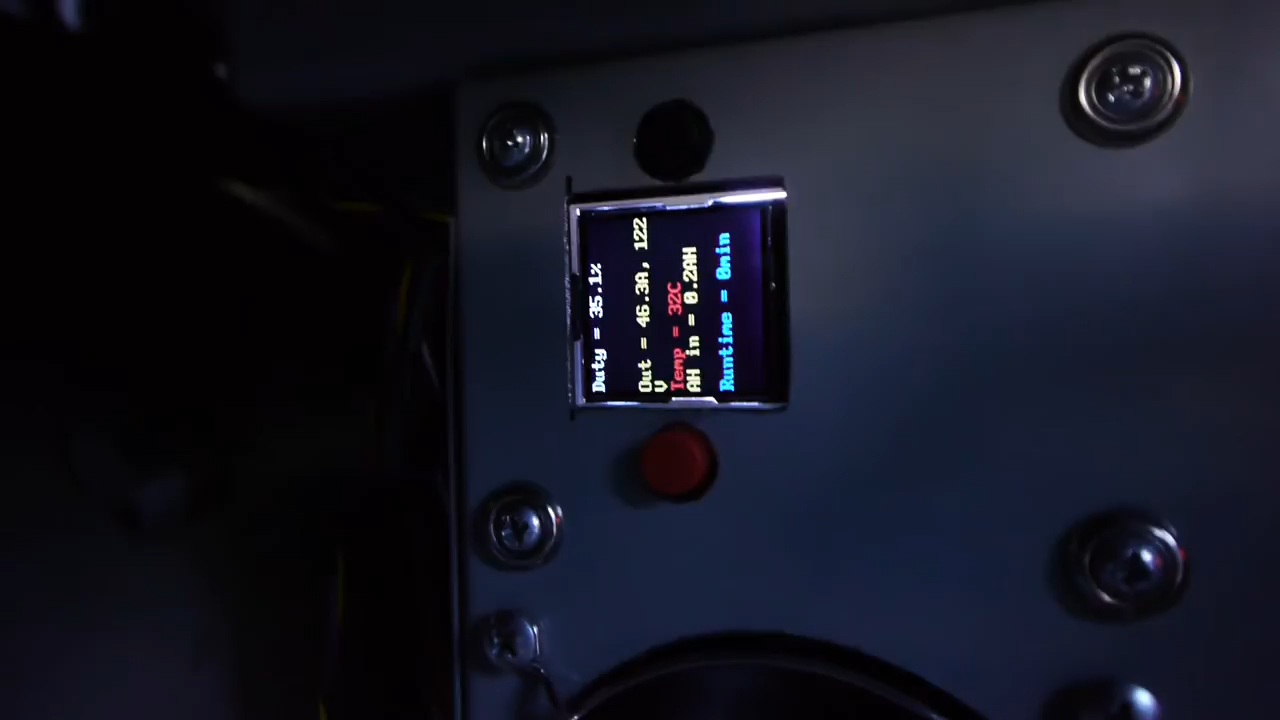 Duty = 35.1%
Out = 46.3A, 122
V
Temp = 32C
AH in = 0.2AH
Runtime = 0min